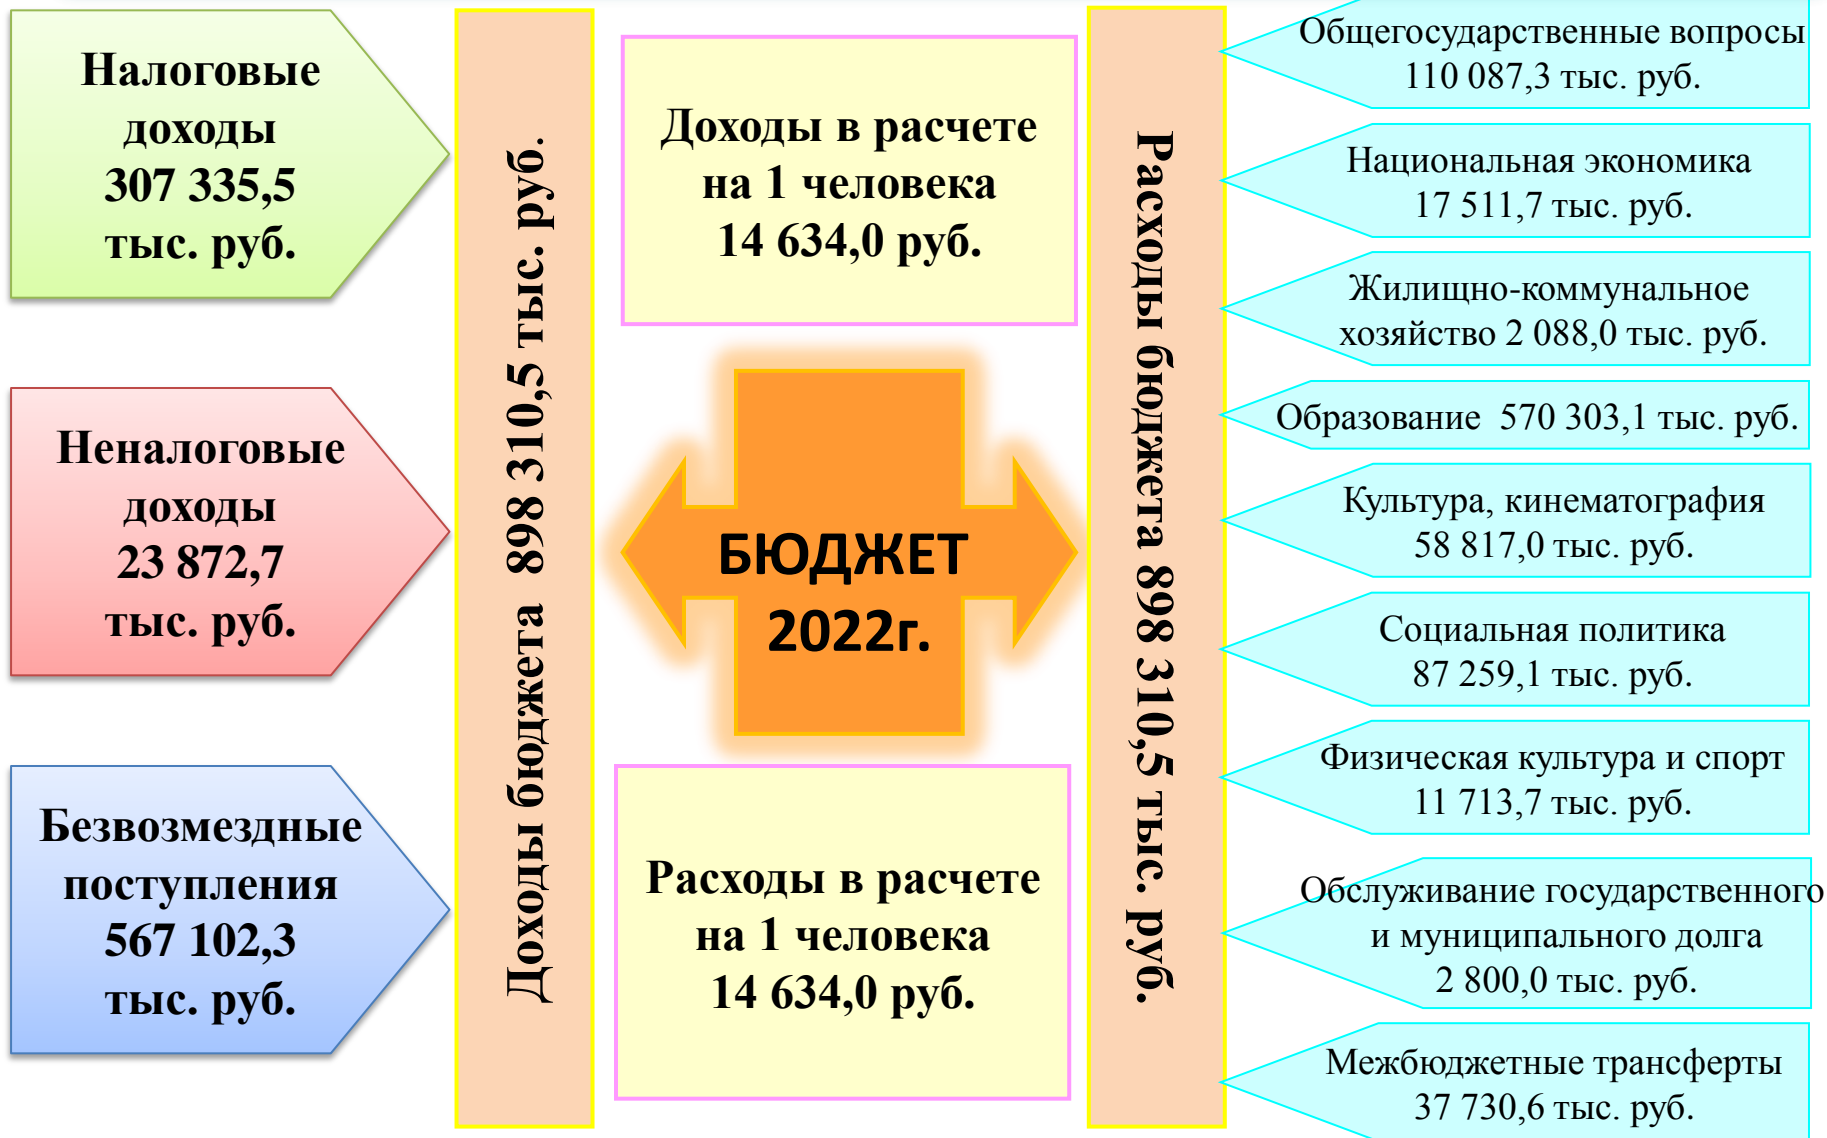 Налоговые
доходы
307 335,5
тыс. руб.
Неналоговые
доходы
23 872,7
тыс. руб.
Безвозмездные
поступления
567 102,3
тыс. руб.
Доходы бюджета  898 310,5 тыс. руб.
Доходы в расчете
на 1 человека
14 634,0 руб.
БЮДЖЕТ
2022г.
Расходы в расчете
на 1 человека
14 634,0 руб.
Расходы бюджета 898 310,5 тыс. руб.
Общегосударственные вопросы
110 087,3 тыс. руб.
Национальная экономика
17 511,7 тыс. руб.
Жилищно-коммунальное
хозяйство 2 088,0 тыс. руб.
Образование  570 303,1 тыс. руб.
Культура, кинематография
58 817,0 тыс. руб.
Социальная политика
87 259,1 тыс. руб.
Физическая культура и спорт
11 713,7 тыс. руб.
Обслуживание государственного
и муниципального долга
2 800,0 тыс. руб.
Межбюджетные трансферты
37 730,6 тыс. руб.